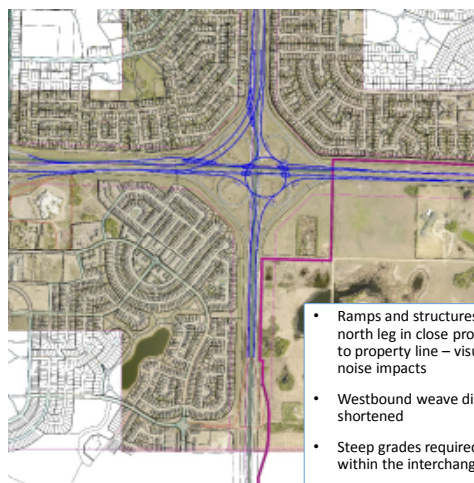 • Ramps and structures
north leg in close pro
to property line – visu
noise impacts
• Westbound weave di
shortened
• Steep grades required
within the interchang